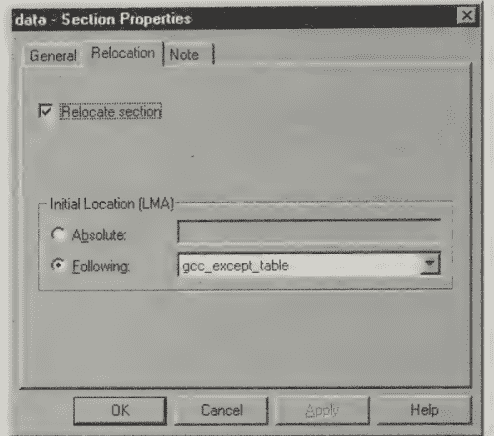 data - Section Properties
General Relocation Note
Relocate section
Initial Location (LMA)
Absolute:
Following: gcc_except_table
OK Cancel Apply Help